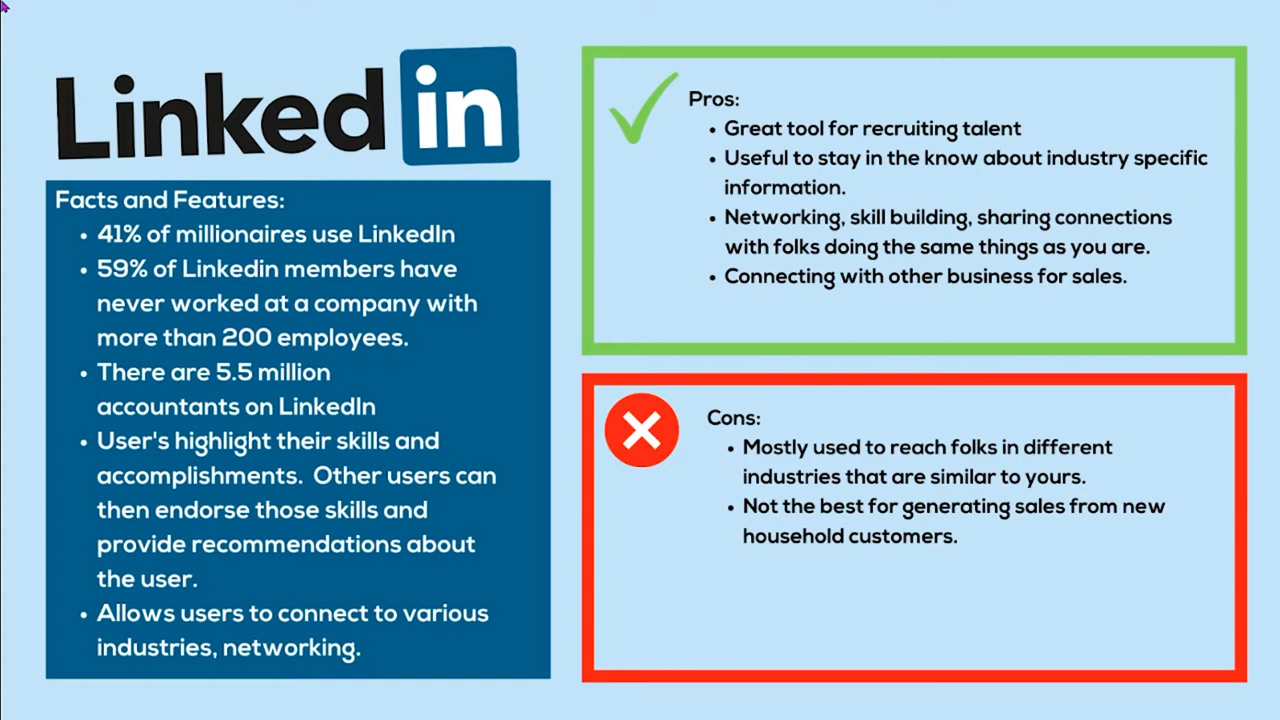 Linked in
Facts and Features:
• 41% of millionaires use LinkedIn
• 59% of Linkedin members have
never worked at a company with
more than 200 employees.
• There are 5.5 million
accountants on LinkedIn
• User's highlight their skills and
accomplishments.  Other users can
then endorse those skills and
provide recommendations about
the user.
• Allows users to connect to various
industries, networking.
Pros:
• Great tool for recruiting talent
• Useful to stay in the know about industry specific
information.
• Networking, skill building, sharing connections
with folks doing the same things as you are.
• Connecting with other business for sales.
Cons:
• Mostly used to reach folks in different
industries that are similar to yours.
• Not the best for generating sales from new
household customers.